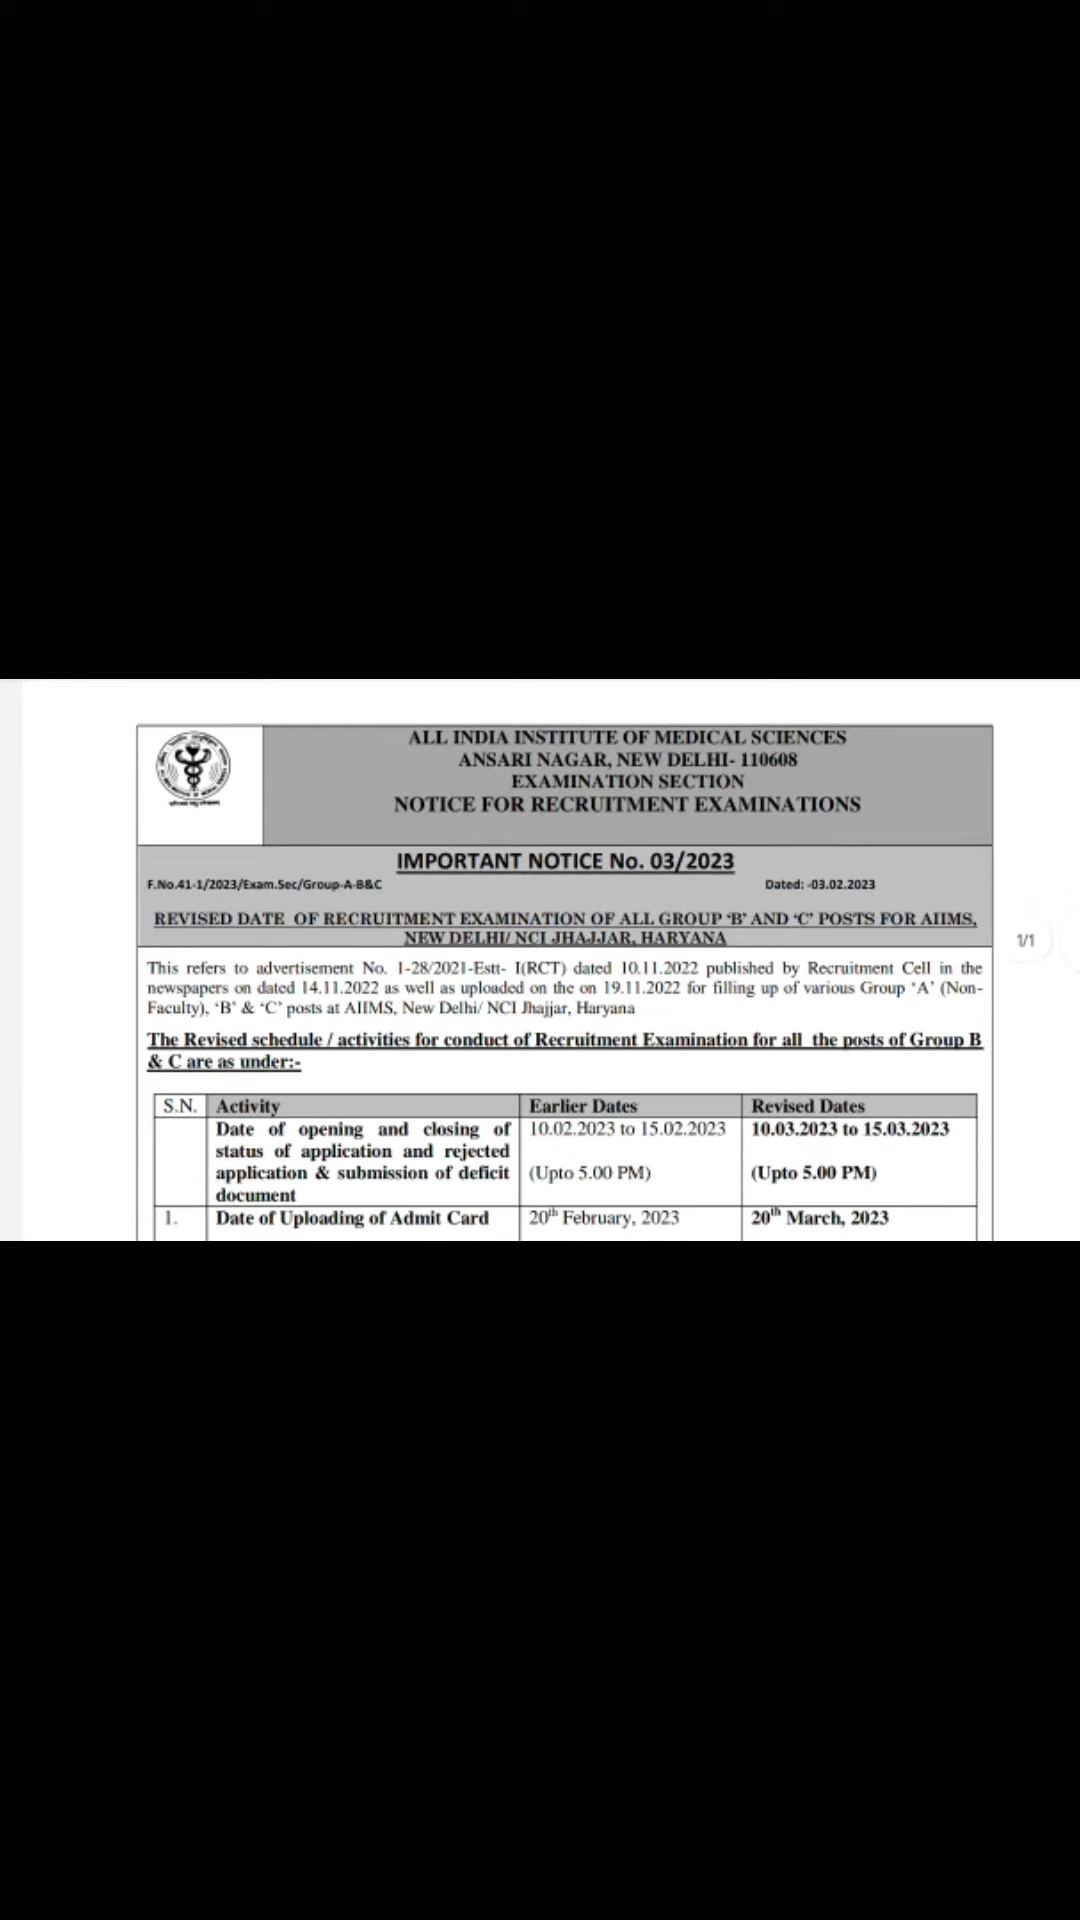 ALL INDIA INSTITUTE OF MEDICAL SCIENCES
ANSARI NAGAR, NEW DELHI- 110608
EXAMINATION SECTION
NOTICE FOR RECRUITMENT EXAMINATIONS
IMPORTANT NOTICE No. 03/2023
F.No.41-1/2023/Exam.Sec/Group-A-B&C Dated: -03.02.2023
REVISED DATE OF RECRUITMENT EXAMINATION OF ALL GROUP ‘B’ AND ‘C’ POSTS FOR AIIMS,
NEW DELHI/ NCI JHAJJAR, HARYANA
1/1
This refers to advertisement No. 1-28/2021-Estt- I(RCT) dated 10.11.2022 published by Recruitment Cell in the
newspapers on dated 14.11.2022 as well as uploaded on the on 19.11.2022 for filling up of various Group ‘A’ (Non-
Faculty), ‘B’ & ‘C’ posts at AIIMS, New Delhi/ NCI Jhajjar, Haryana
The Revised schedule / activities for conduct of Recruitment Examination for all the posts of Group B
& C are as under:-
S.N. Activity Earlier Dates Revised Dates
Date of opening and closing of 10.02.2023 to 15.02.2023 10.03.2023 to 15.03.2023
status of application and rejected
application & submission of deficit (Upto 5.00 PM) (Upto 5.00 PM)
document
1. Date of Uploading of Admit Card 20th February, 2023 20th March, 2023